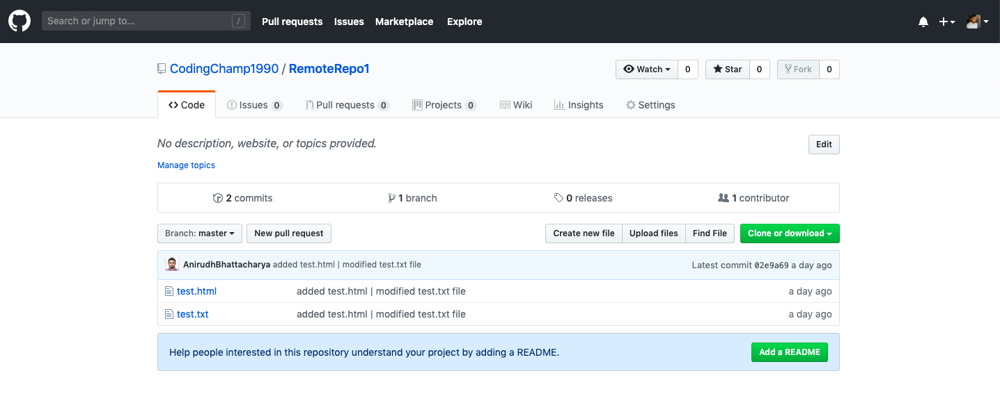 Search or jump to... / Pull requests Issues Marketplace Explore
CodingChamp1990 / RemoteRepo1 Watch 0 Star 0 Fork 0
Code Issues 0 Pull requests 0 Projects 0 Wiki Insights Settings
No description, website, or topics provided. Edit
Manage topics
2 commits 1 branch 0 releases 1 contributor
Branch: master New pull request Create new file Upload files Find File Clone or download
AnirudhBhattacharya added test.html | modified test.txt file Latest commit 02e9a69 a day ago
test.html added test.html | modified test.txt file a day ago
test.txt added test.html | modified test.txt file a day ago
Help people interested in this repository understand your project by adding a README. Add a README